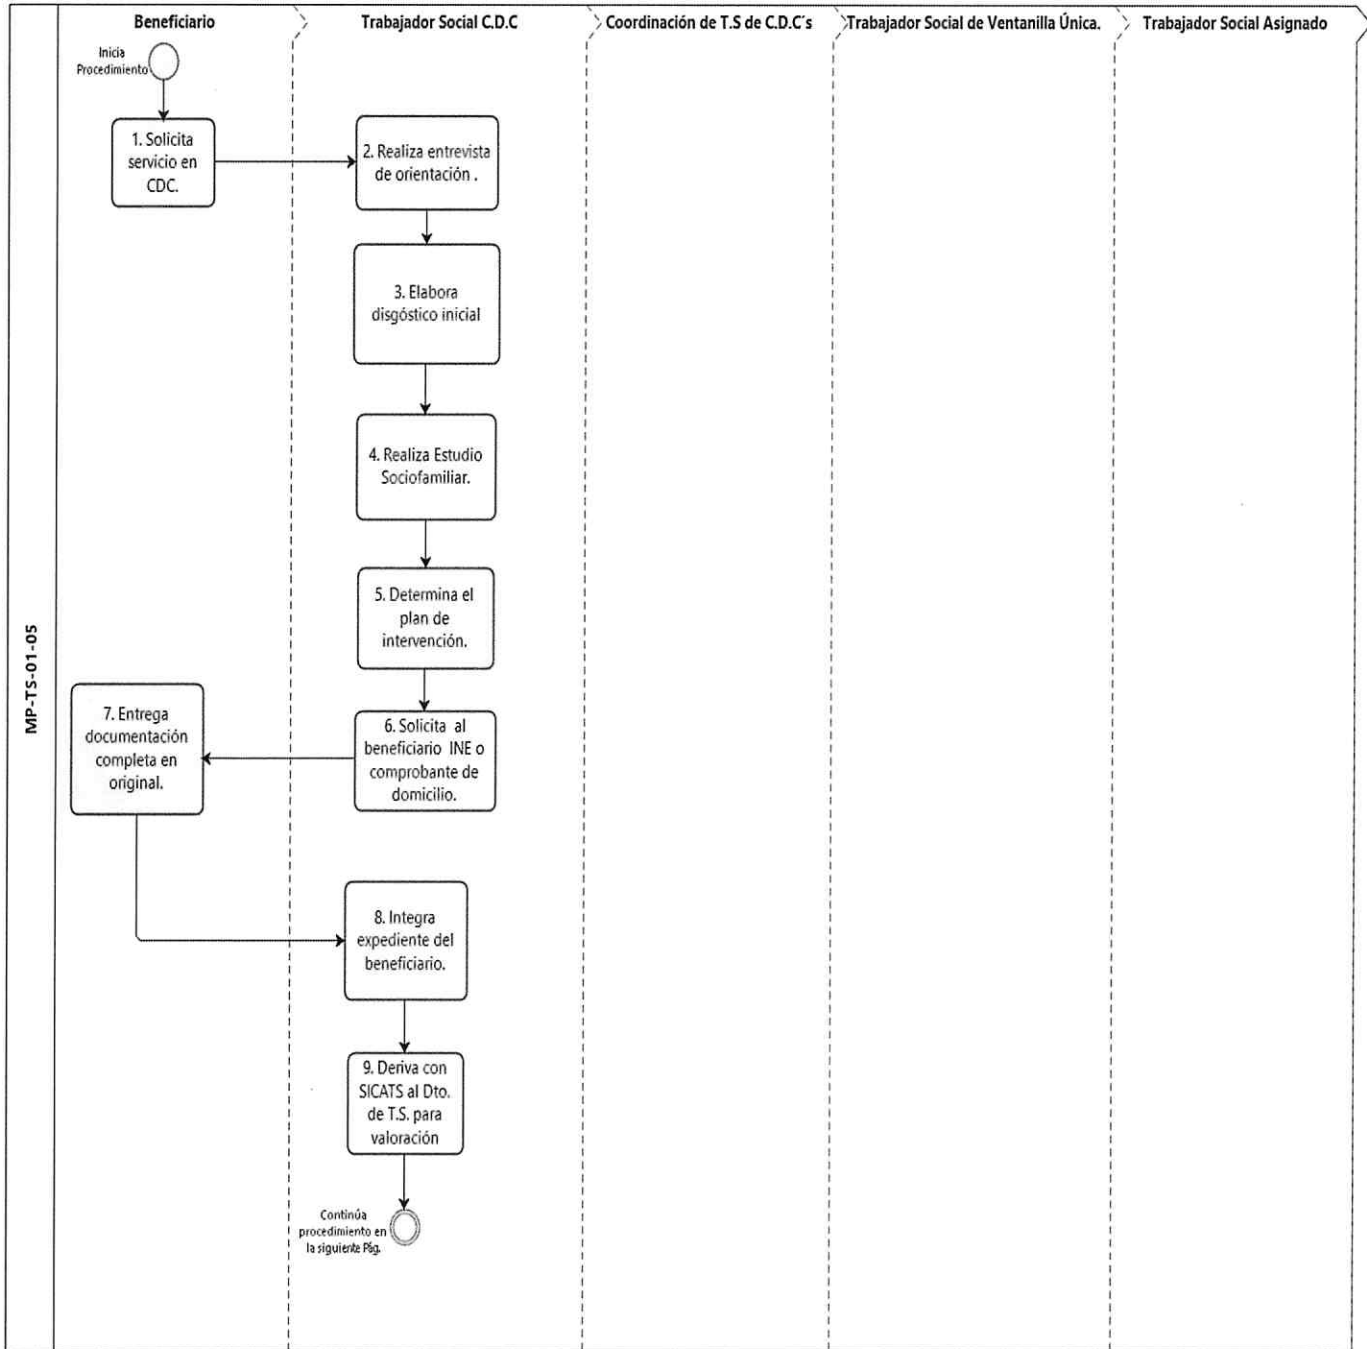 Beneficiario
Trabajador Social C.D.C
Coordinación de T.S de C.D.C´s
Trabajador Social de Ventanilla Única.
Trabajador Social Asignado
MP-TS-01-05
Inicia
Procedimiento
1. Solicita
servicio en
CDC.
2. Realiza entrevista
de orientación .
3. Elabora
disgóstico inicial
4. Realiza Estudio
Sociofamiliar.
5. Determina el
plan de
intervención.
6. Solicita al
beneficiario INE o
comprobante de
domicilio.
7. Entrega
documentación
completa en
original.
8. Integra
expediente del
beneficiario.
9. Deriva con
SICATS al Dto.
de T.S. para
valoración
Continúa
procedimiento en
la siguiente Pág.